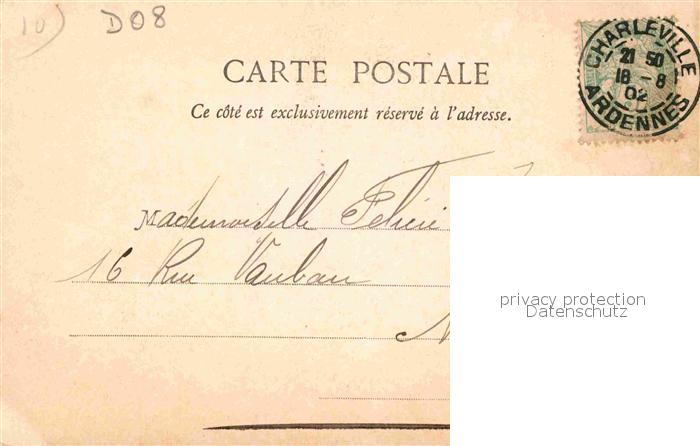 10) D08
CHARLEVILLE
21 50
18 - 8
02
ARDENNES
CARTE POSTALE
Ce côté est exclusivement réservé à l'adresse.
Mademoiselle
16 Rue Vauban
privacy protection
Datenschutz